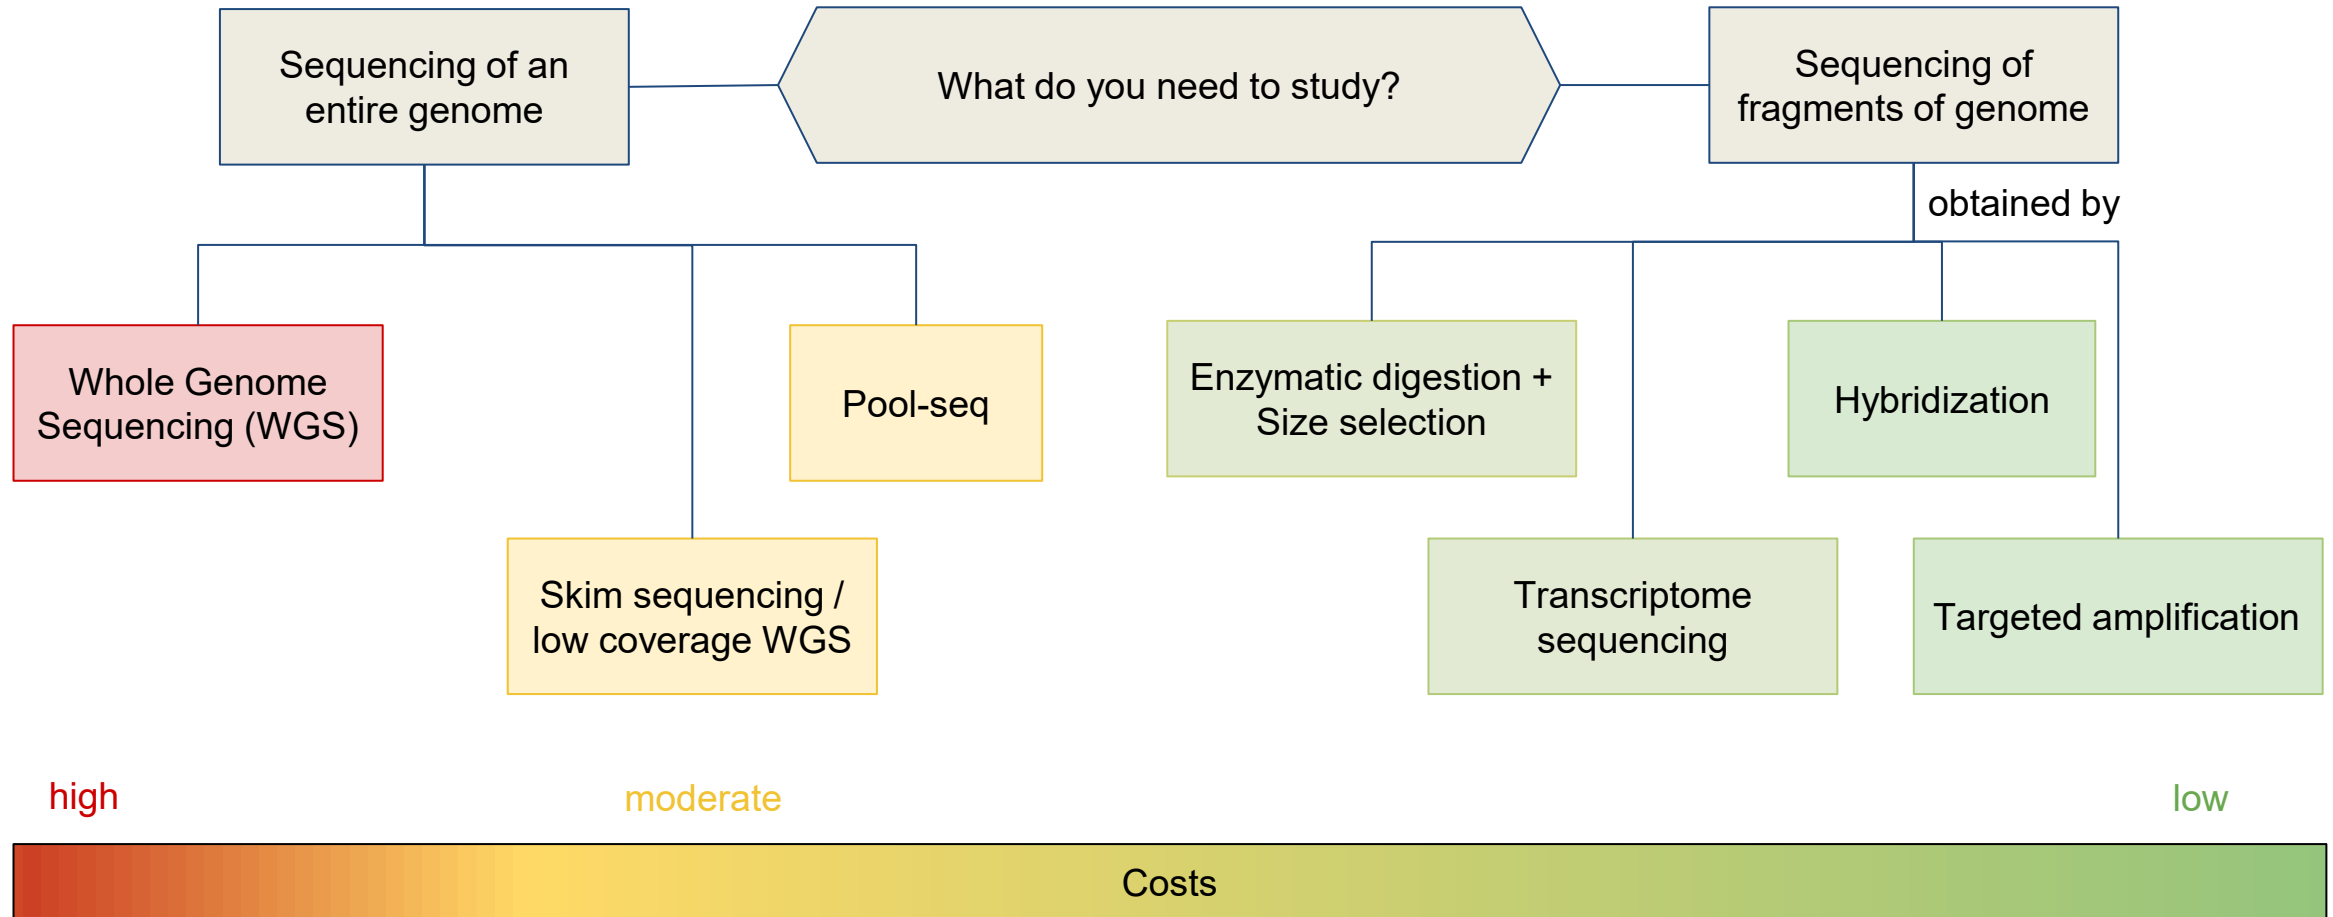 Sequencing of an
entire genome
What do you need to study?
Sequencing of
fragments of genome
obtained by
Whole Genome
Sequencing (WGS)
Pool-seq
Enzymatic digestion +
Size selection
Hybridization
Skim sequencing /
low coverage WGS
Transcriptome
sequencing
Targeted amplification
high
moderate
low
Costs